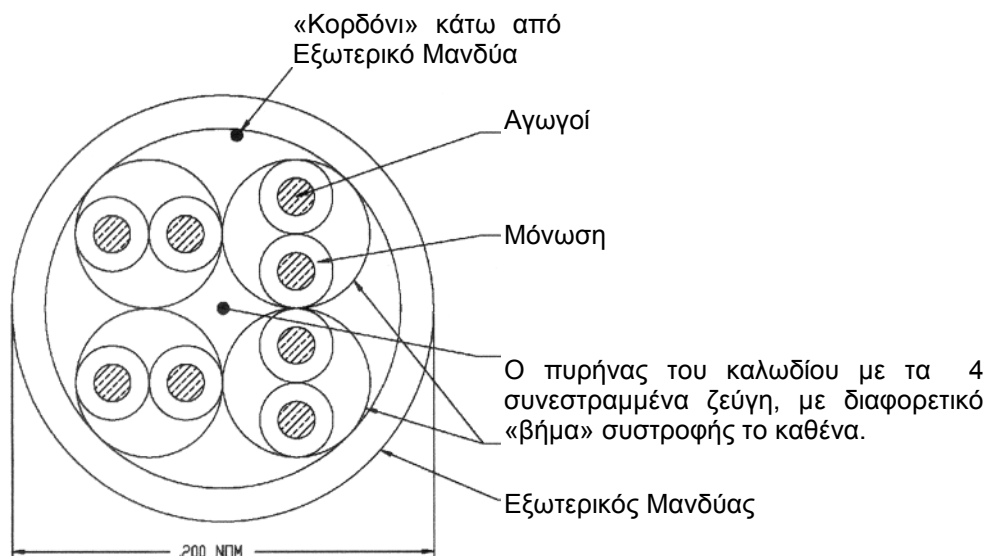 «Κορδόνι» κάτω από
Εξωτερικό Μανδύα
Αγωγοί
Μόνωση
Ο πυρήνας του καλωδίου με τα 4
συνεστραμμένα ζεύγη, με διαφορετικό
«βήμα» συστροφής το καθένα.
Εξωτερικός Μανδύας
.200 NOM